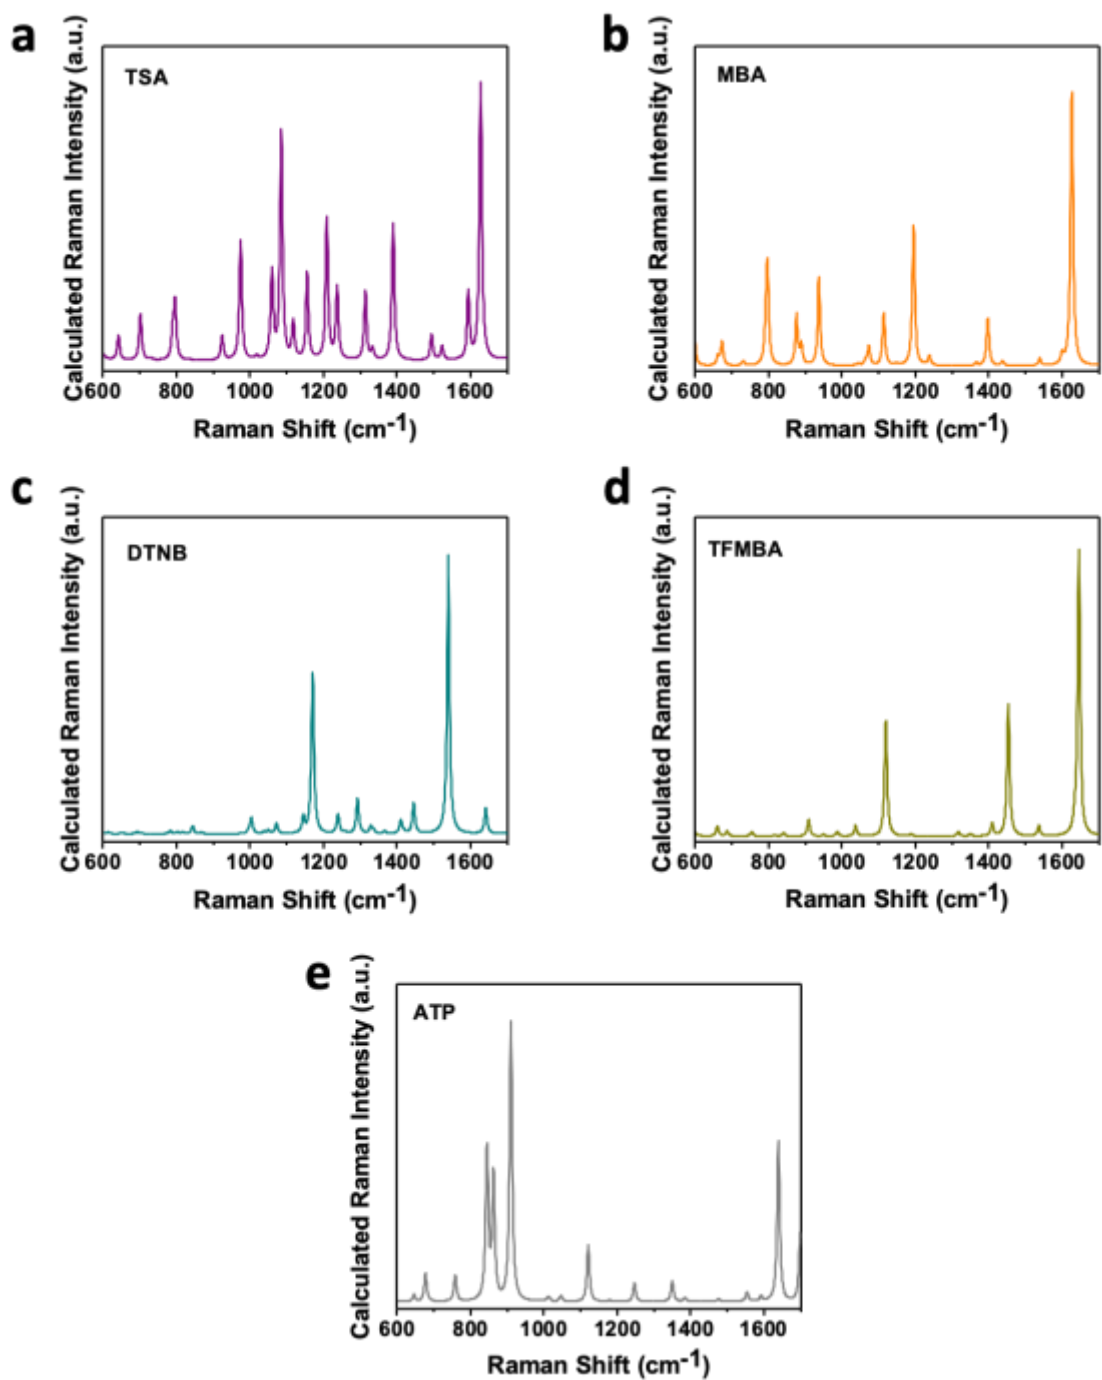 a
Calculated Raman Intensity (a.u.)
TSA
600 800 1000 1200 1400 1600
Raman Shift (cm-1)
b
Calculated Raman Intensity (a.u.)
MBA
600 800 1000 1200 1400 1600
Raman Shift (cm-1)
c
Calculated Raman Intensity (a.u.)
DTNB
600 800 1000 1200 1400 1600
Raman Shift (cm-1)
d
Calculated Raman Intensity (a.u.)
TFMBA
600 800 1000 1200 1400 1600
Raman Shift (cm-1)
e
Calculated Raman Intensity (a.u.)
ATP
600 800 1000 1200 1400 1600
Raman Shift (cm-1)